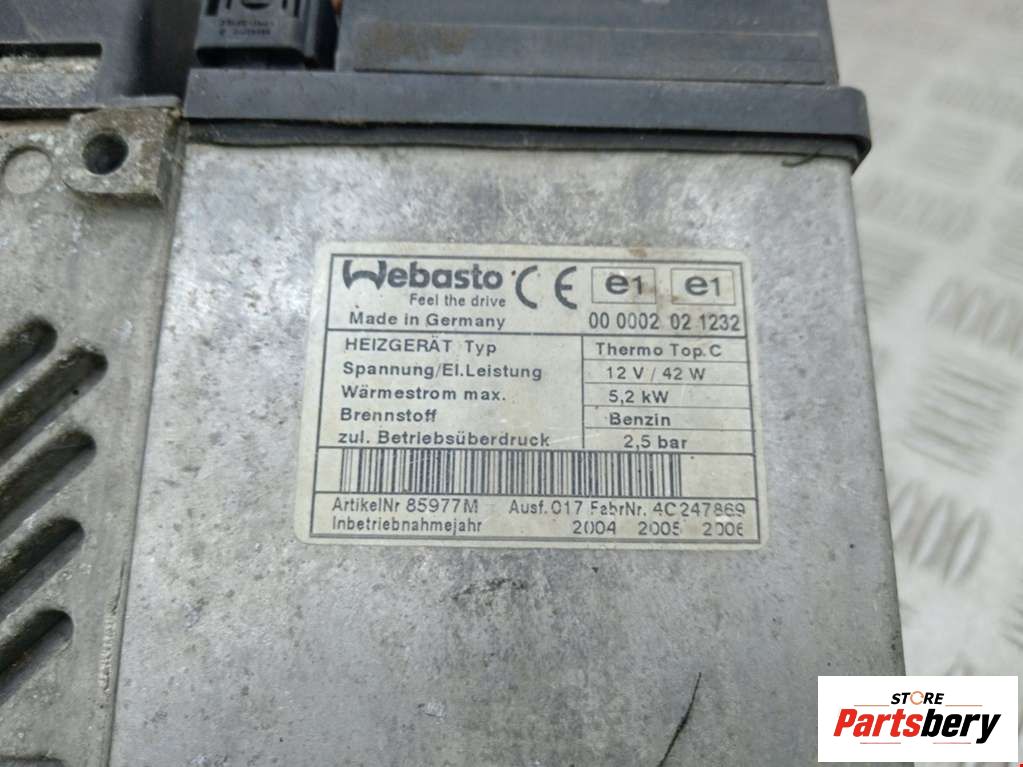 Webasto CE e1 e1
Feel the drive
Made in Germany 00 0002 02 1232
HEIZGERÄT Typ Thermo Top.C
Spannung/El.Leistung 12 V / 42 W
Wärmestrom max. 5,2 kW
Brennstoff Benzin
zul. Betriebsüberdruck 2,5 bar
ArtikelNr 85977M Ausf. 017 FabrNr. 4C247869
Inbetriebnahmejahr 2004 2005 2006
STORE
Partsbery